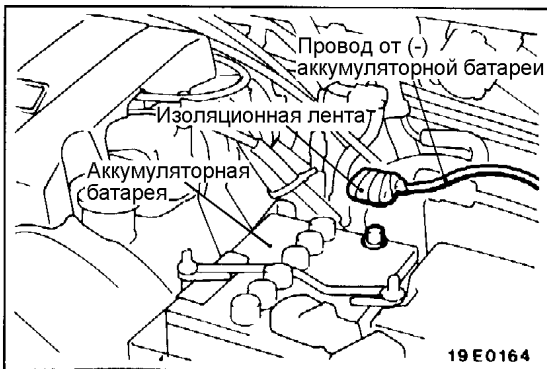 Провод от (-)
аккумуляторной батареи
Изоляционная лента
Аккумуляторная
батарея
19E0164